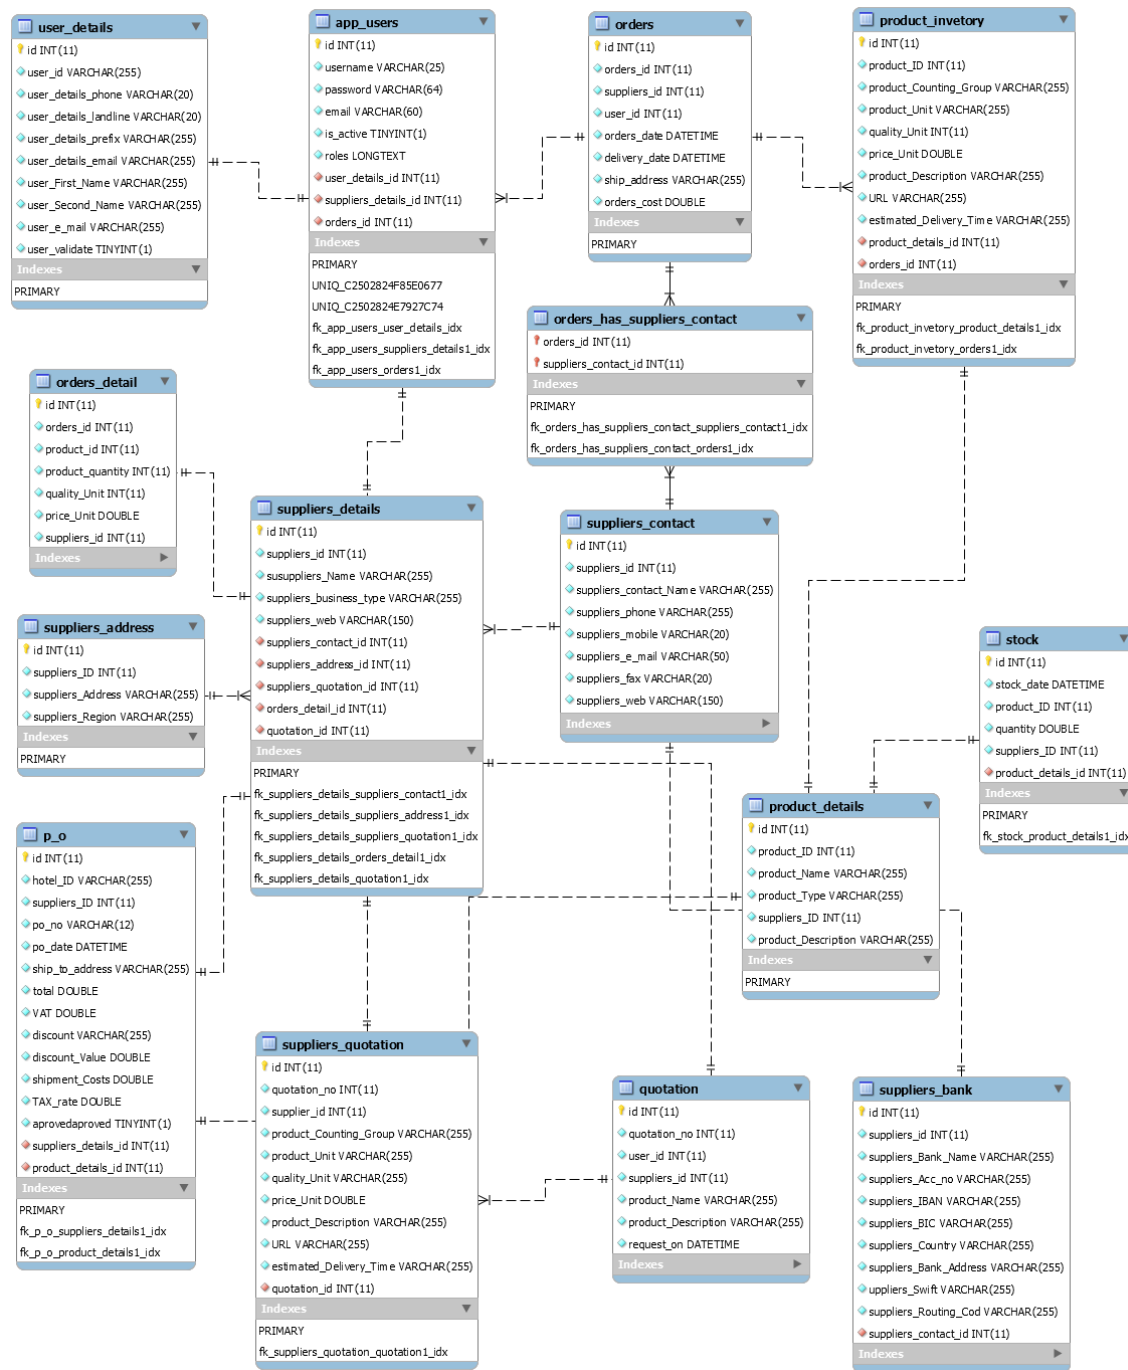 user_details
id INT(11)
user_id VARCHAR(255)
user_details_phone VARCHAR(20)
user_details_landline VARCHAR(20)
user_details_prefix VARCHAR(255)
user_details_email VARCHAR(255)
user_First_Name VARCHAR(255)
user_Second_Name VARCHAR(255)
user_e_mail VARCHAR(255)
user_validate TINYINT(1)
Indexes
PRIMARY
app_users
id INT(11)
username VARCHAR(25)
password VARCHAR(64)
email VARCHAR(60)
is_active TINYINT(1)
roles LONGTEXT
user_details_id INT(11)
suppliers_details_id INT(11)
orders_id INT(11)
Indexes
PRIMARY
UNIQ_C2502824F85E0677
UNIQ_C2502824E7927C74
fk_app_users_user_details_idx
fk_app_users_suppliers_details1_idx
fk_app_users_orders1_idx
orders
id INT(11)
orders_id INT(11)
suppliers_id INT(11)
user_id INT(11)
orders_date DATETIME
delivery_date DATETIME
ship_address VARCHAR(255)
orders_cost DOUBLE
Indexes
PRIMARY
product_invetory
id INT(11)
product_ID INT(11)
product_Counting_Group VARCHAR(255)
product_Unit VARCHAR(255)
quality_Unit INT(11)
price_Unit DOUBLE
product_Description VARCHAR(255)
URL VARCHAR(255)
estimated_Delivery_Time VARCHAR(255)
product_details_id INT(11)
orders_id INT(11)
Indexes
PRIMARY
fk_product_invetory_product_details1_idx
fk_product_invetory_orders1_idx
orders_has_suppliers_contact
orders_id INT(11)
suppliers_contact_id INT(11)
Indexes
PRIMARY
fk_orders_has_suppliers_contact_suppliers_contact1_idx
fk_orders_has_suppliers_contact_orders1_idx
orders_detail
id INT(11)
orders_id INT(11)
product_id INT(11)
product_quantity INT(11)
quality_Unit INT(11)
price_Unit DOUBLE
suppliers_id INT(11)
Indexes
suppliers_details
id INT(11)
suppliers_id INT(11)
susuppliers_Name VARCHAR(255)
suppliers_business_type VARCHAR(255)
suppliers_web VARCHAR(150)
suppliers_contact_id INT(11)
suppliers_address_id INT(11)
suppliers_quotation_id INT(11)
orders_detail_id INT(11)
quotation_id INT(11)
Indexes
PRIMARY
fk_suppliers_details_suppliers_contact1_idx
fk_suppliers_details_suppliers_address1_idx
fk_suppliers_details_suppliers_quotation1_idx
fk_suppliers_details_orders_detail1_idx
fk_suppliers_details_quotation1_idx
suppliers_contact
id INT(11)
suppliers_id INT(11)
suppliers_contact_Name VARCHAR(255)
suppliers_phone VARCHAR(255)
suppliers_mobile VARCHAR(20)
suppliers_e_mail VARCHAR(50)
suppliers_fax VARCHAR(20)
suppliers_web VARCHAR(150)
Indexes
suppliers_address
id INT(11)
suppliers_ID INT(11)
suppliers_Address VARCHAR(255)
suppliers_Region VARCHAR(255)
Indexes
PRIMARY
stock
id INT(11)
stock_date DATETIME
product_ID INT(11)
quantity DOUBLE
suppliers_ID INT(11)
product_details_id INT(11)
Indexes
PRIMARY
fk_stock_product_details1_idx
product_details
id INT(11)
product_ID INT(11)
product_Name VARCHAR(255)
product_Type VARCHAR(255)
suppliers_ID INT(11)
product_Description VARCHAR(255)
Indexes
PRIMARY
p_o
id INT(11)
hotel_ID VARCHAR(255)
suppliers_ID INT(11)
po_no VARCHAR(12)
po_date DATETIME
ship_to_address VARCHAR(255)
total DOUBLE
VAT DOUBLE
discount VARCHAR(255)
discount_Value DOUBLE
shipment_Costs DOUBLE
TAX_rate DOUBLE
aprovedaproved TINYINT(1)
suppliers_details_id INT(11)
product_details_id INT(11)
Indexes
PRIMARY
fk_p_o_suppliers_details1_idx
fk_p_o_product_details1_idx
suppliers_quotation
id INT(11)
quotation_no INT(11)
supplier_id INT(11)
product_Counting_Group VARCHAR(255)
product_Unit VARCHAR(255)
quality_Unit VARCHAR(255)
price_Unit DOUBLE
product_Description VARCHAR(255)
URL VARCHAR(255)
estimated_Delivery_Time VARCHAR(255)
quotation_id INT(11)
Indexes
PRIMARY
fk_suppliers_quotation_quotation1_idx
quotation
id INT(11)
quotation_no INT(11)
user_id INT(11)
suppliers_id INT(11)
product_Name VARCHAR(255)
product_Description VARCHAR(255)
request_on DATETIME
Indexes
suppliers_bank
id INT(11)
suppliers_id INT(11)
suppliers_Bank_Name VARCHAR(255)
suppliers_Acc_no VARCHAR(255)
suppliers_IBAN VARCHAR(255)
suppliers_BIC VARCHAR(255)
suppliers_Country VARCHAR(255)
suppliers_Bank_Address VARCHAR(255)
uppliers_Swift VARCHAR(255)
suppliers_Routing_Cod VARCHAR(255)
suppliers_contact_id INT(11)
Indexes